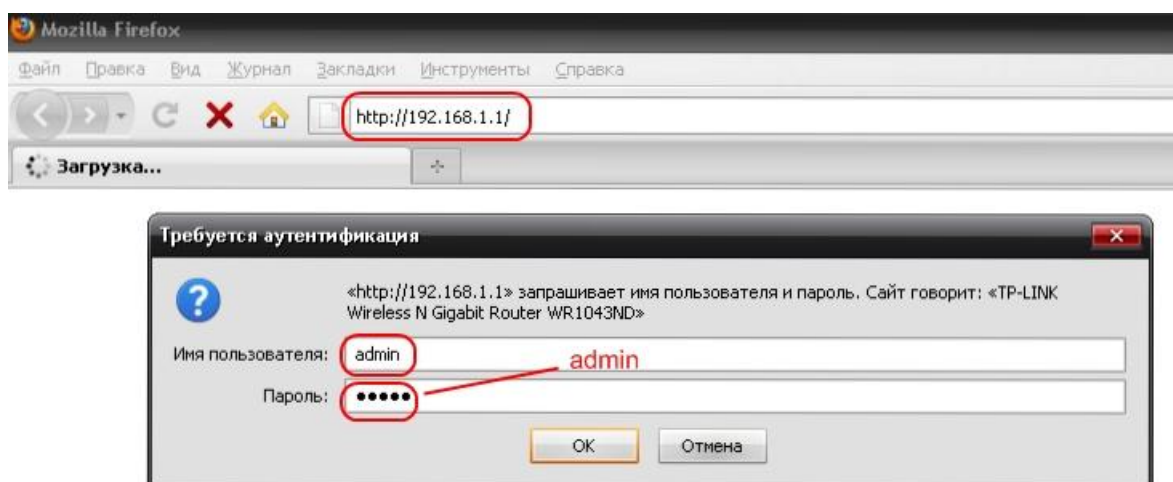 Mozilla Firefox
Файл Правка Вид Журнал Закладки Инструменты Справка
http://192.168.1.1/
Загрузка...
Требуется аутентификация
«http://192.168.1.1» запрашивает имя пользователя и пароль. Сайт говорит: «TP-LINK
Wireless N Gigabit Router WR1043ND»
Имя пользователя: admin
admin
Пароль: •••••
OK Отмена